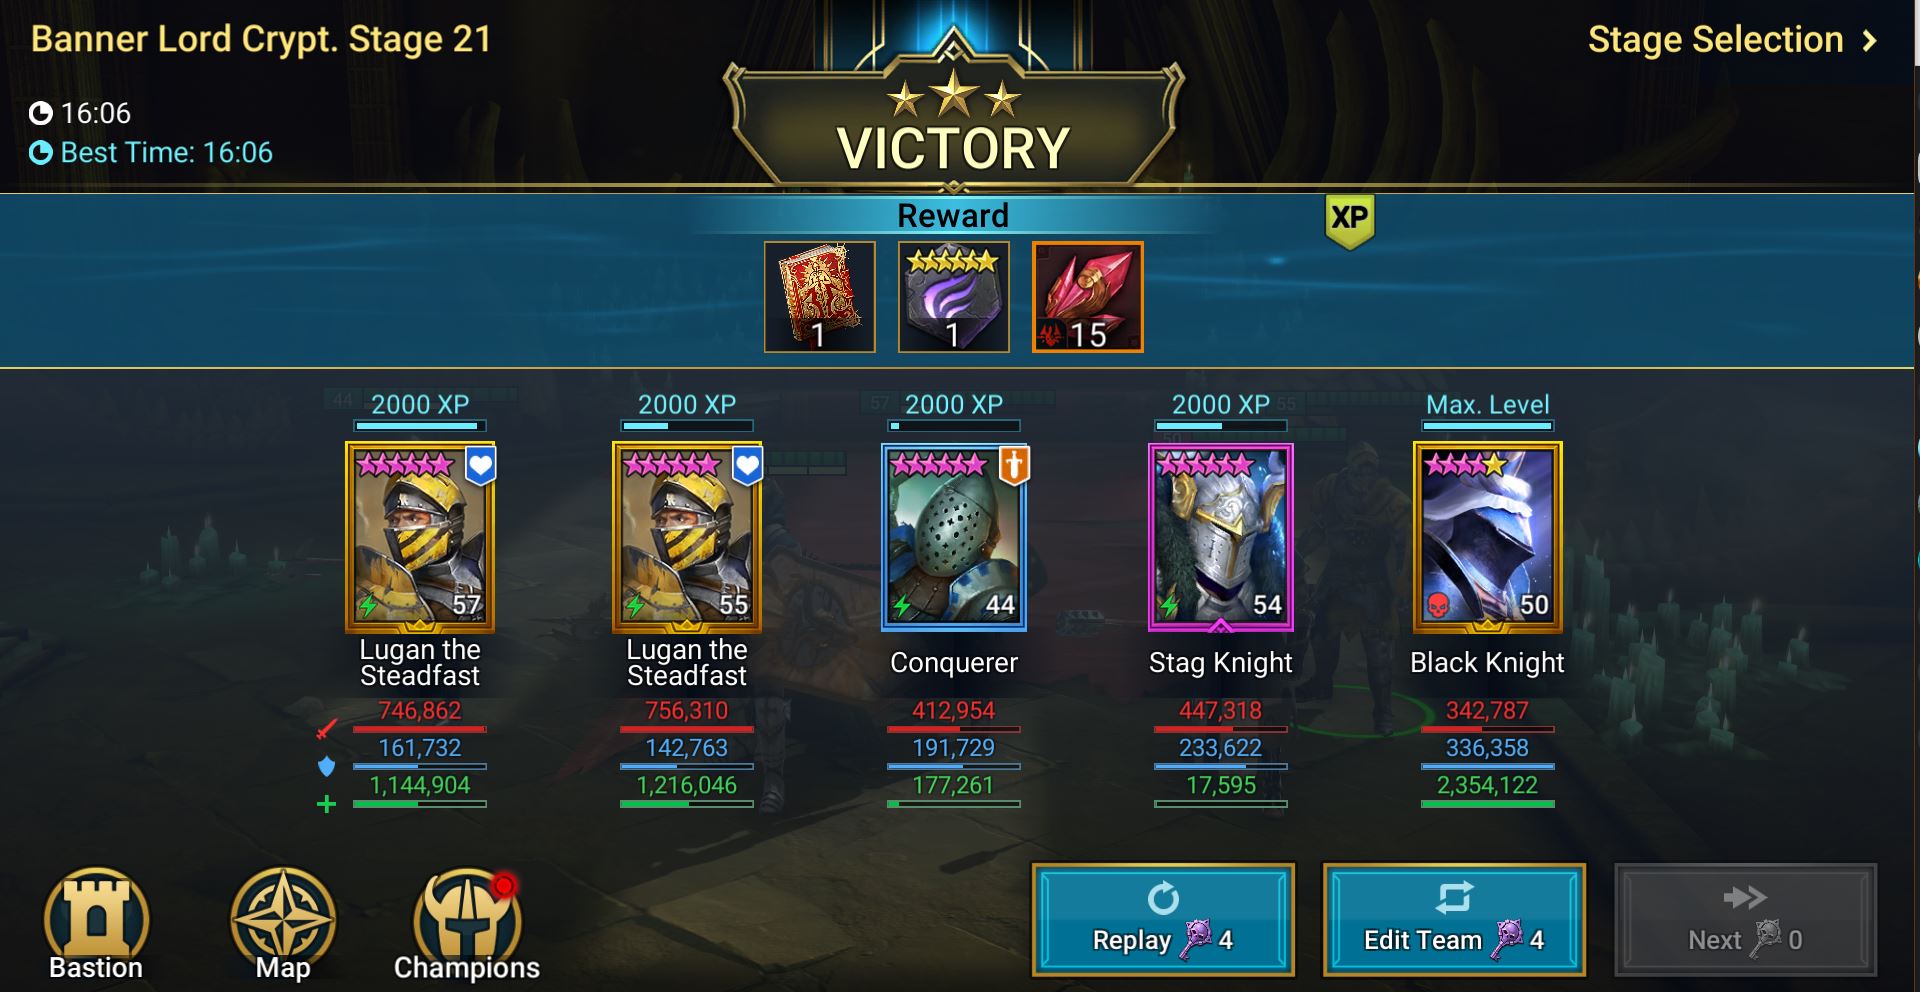 Banner Lord Crypt. Stage 21
Stage Selection
16:06
Best Time: 16:06
VICTORY
Reward
XP
1
1
15
2000 XP
2000 XP
2000 XP
2000 XP
Max. Level
57
55
44
54
50
Lugan the
Steadfast
Lugan the
Steadfast
Conquerer
Stag Knight
Black Knight
746,862
756,310
412,954
447,318
342,787
161,732
142,763
191,729
233,622
336,358
1,144,904
1,216,046
177,261
17,595
2,354,122
Bastion
Map
Champions
Replay 4
Edit Team 4
Next 0